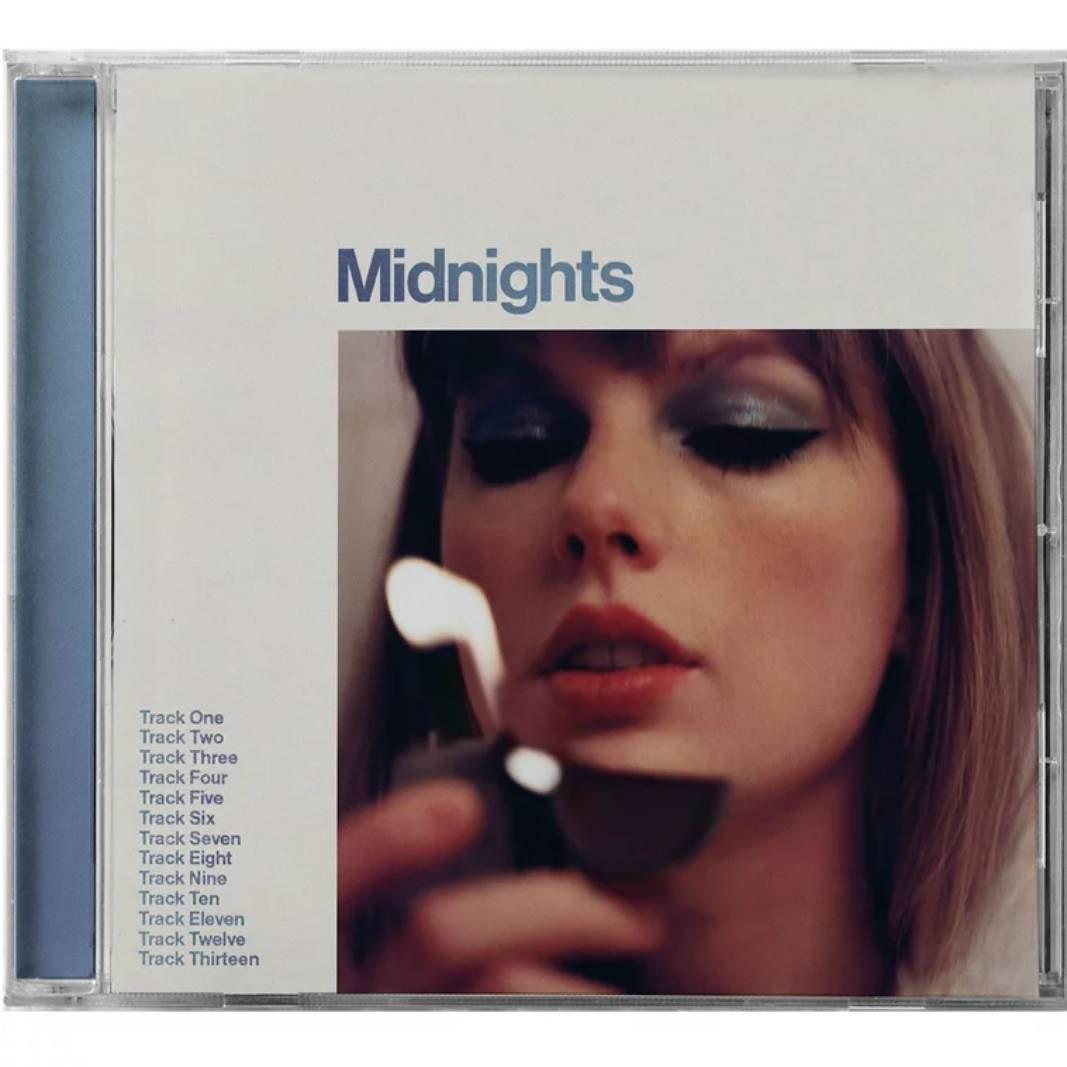 Midnights
Track One
Track Two
Track Three
Track Four
Track Five
Track Six
Track Seven
Track Eight
Track Nine
Track Ten
Track Eleven
Track Twelve
Track Thirteen